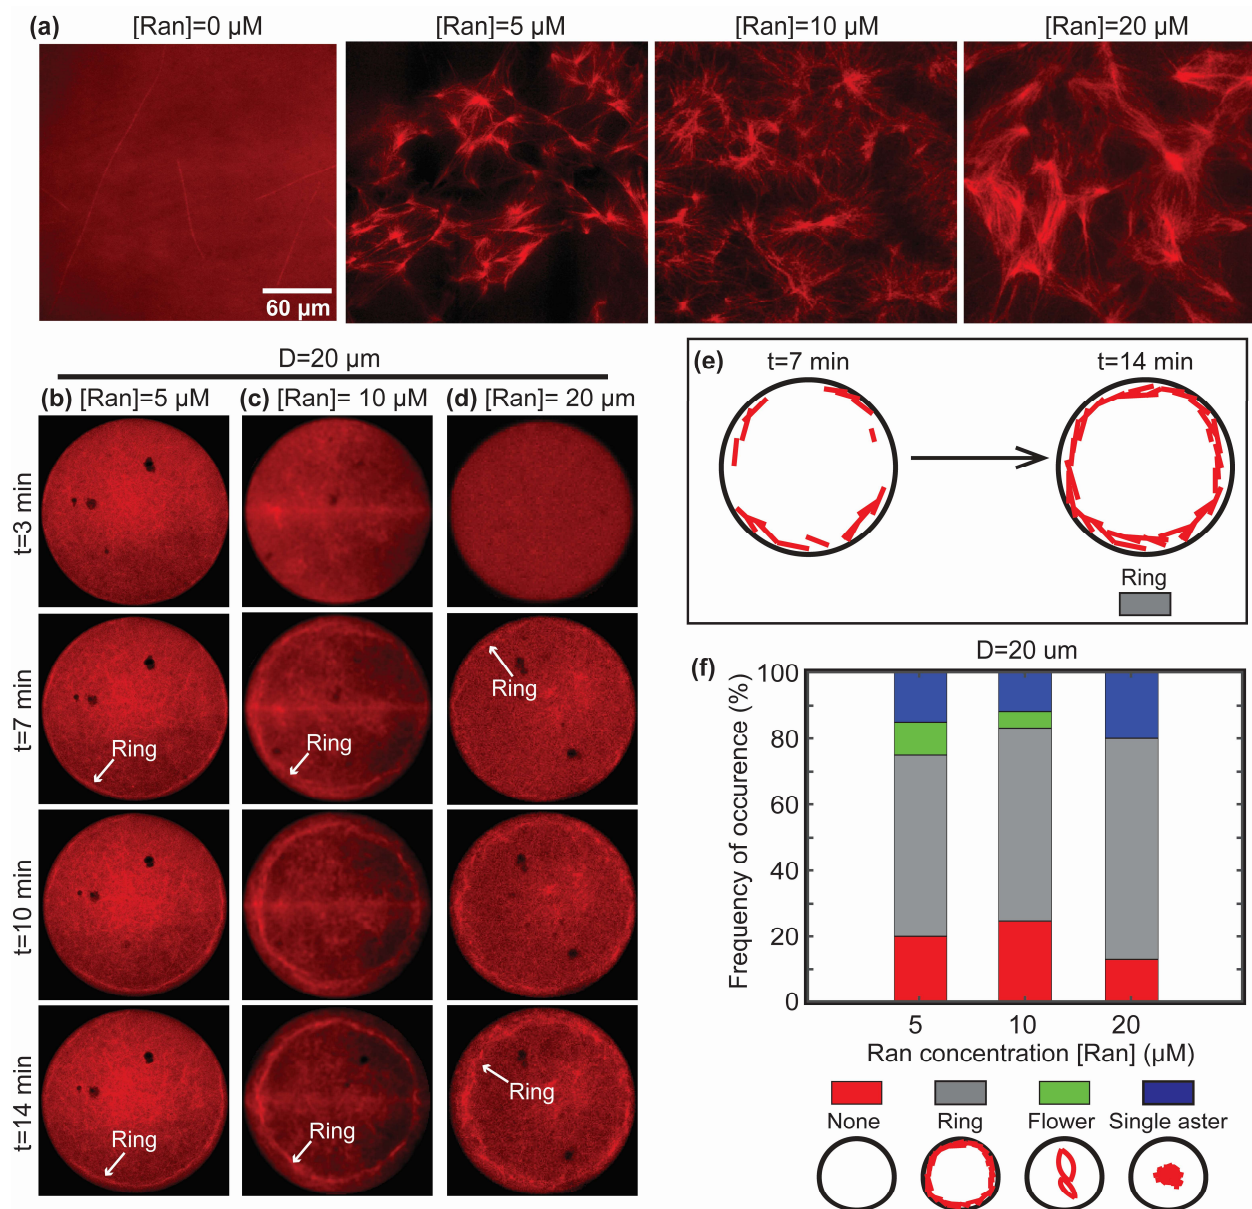 (a)
[Ran]=0 µM
[Ran]=5 µM
[Ran]=10 µM
[Ran]=20 µM
60 µm
D=20 µm
(b) [Ran]=5 µM
(c) [Ran]= 10 µM
(d) [Ran]= 20 µm
t=3 min
t=7 min
Ring
Ring
Ring
t=10 min
t=14 min
Ring
Ring
Ring
(e)
t=7 min
t=14 min
Ring
(f)
D=20 um
Frequency of occurence (%)
100
80
60
40
20
0
5
10
20
Ran concentration [Ran] (µM)
None
Ring
Flower
Single aster